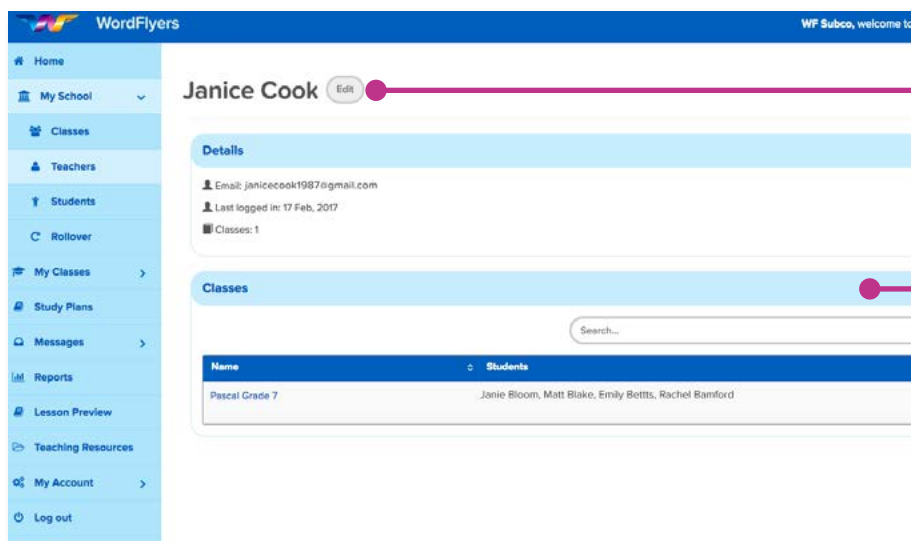 WordFlyers
WF Subco, welcome to
Home
My School
Classes
Teachers
Students
Rollover
My Classes
Study Plans
Messages
Reports
Lesson Preview
Teaching Resources
My Account
Log out
Janice Cook Edit
Details
Email: janicecook1987@gmail.com
Last logged in: 17 Feb, 2017
Classes: 1
Classes
Search...
Name Students
Pascal Grade 7 Janie Bloom, Matt Blake, Emily Bettts, Rachel Bamford